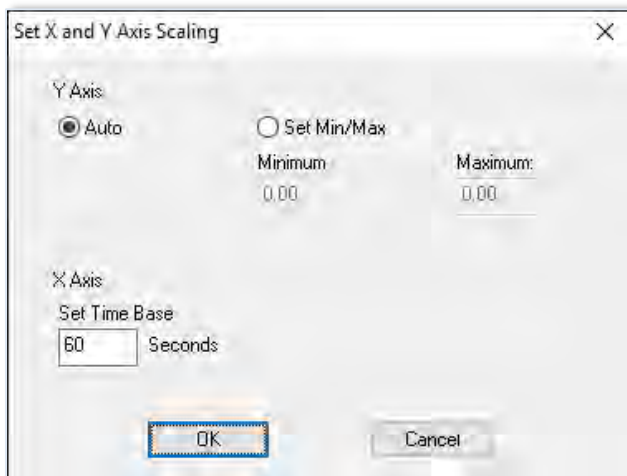 Set X and Y Axis Scaling
Y Axis
Auto
Set Min/Max
Minimum
Maximum:
0.00
0.00
X Axis
Set Time Base
60 Seconds
OK
Cancel